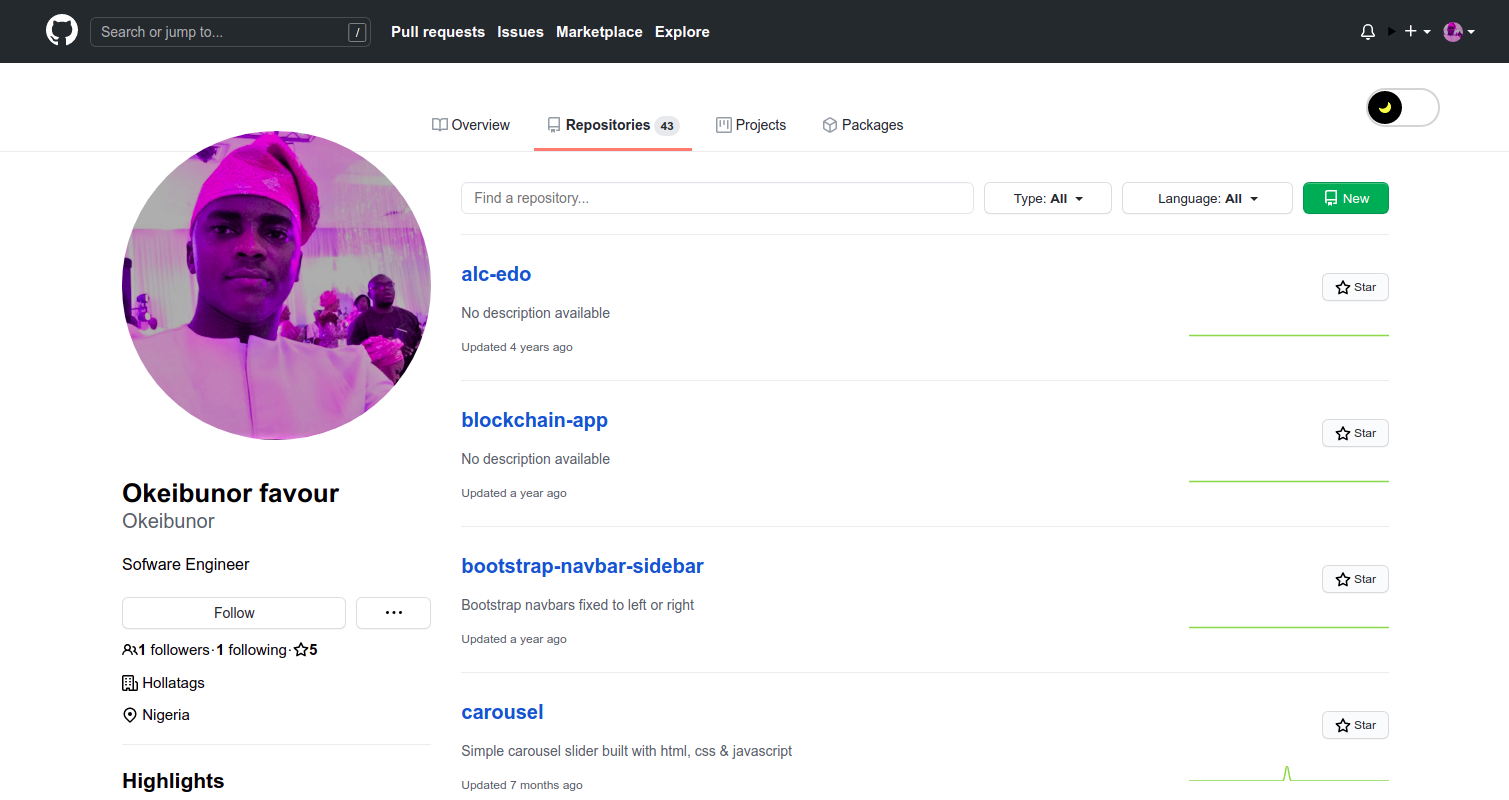 Search or jump to... / Pull requests Issues Marketplace Explore
Overview Repositories 43 Projects Packages
Find a repository... Type: All Language: All New
alc-edo
Star
No description available
Updated 4 years ago
blockchain-app
Star
No description available
Updated a year ago
bootstrap-navbar-sidebar
Star
Bootstrap navbars fixed to left or right
Updated a year ago
carousel
Star
Simple carousel slider built with html, css & javascript
Updated 7 months ago
Okeibunor favour
Okeibunor
Sofware Engineer
Follow ...
1 followers · 1 following · 5
Hollatags
Nigeria
Highlights